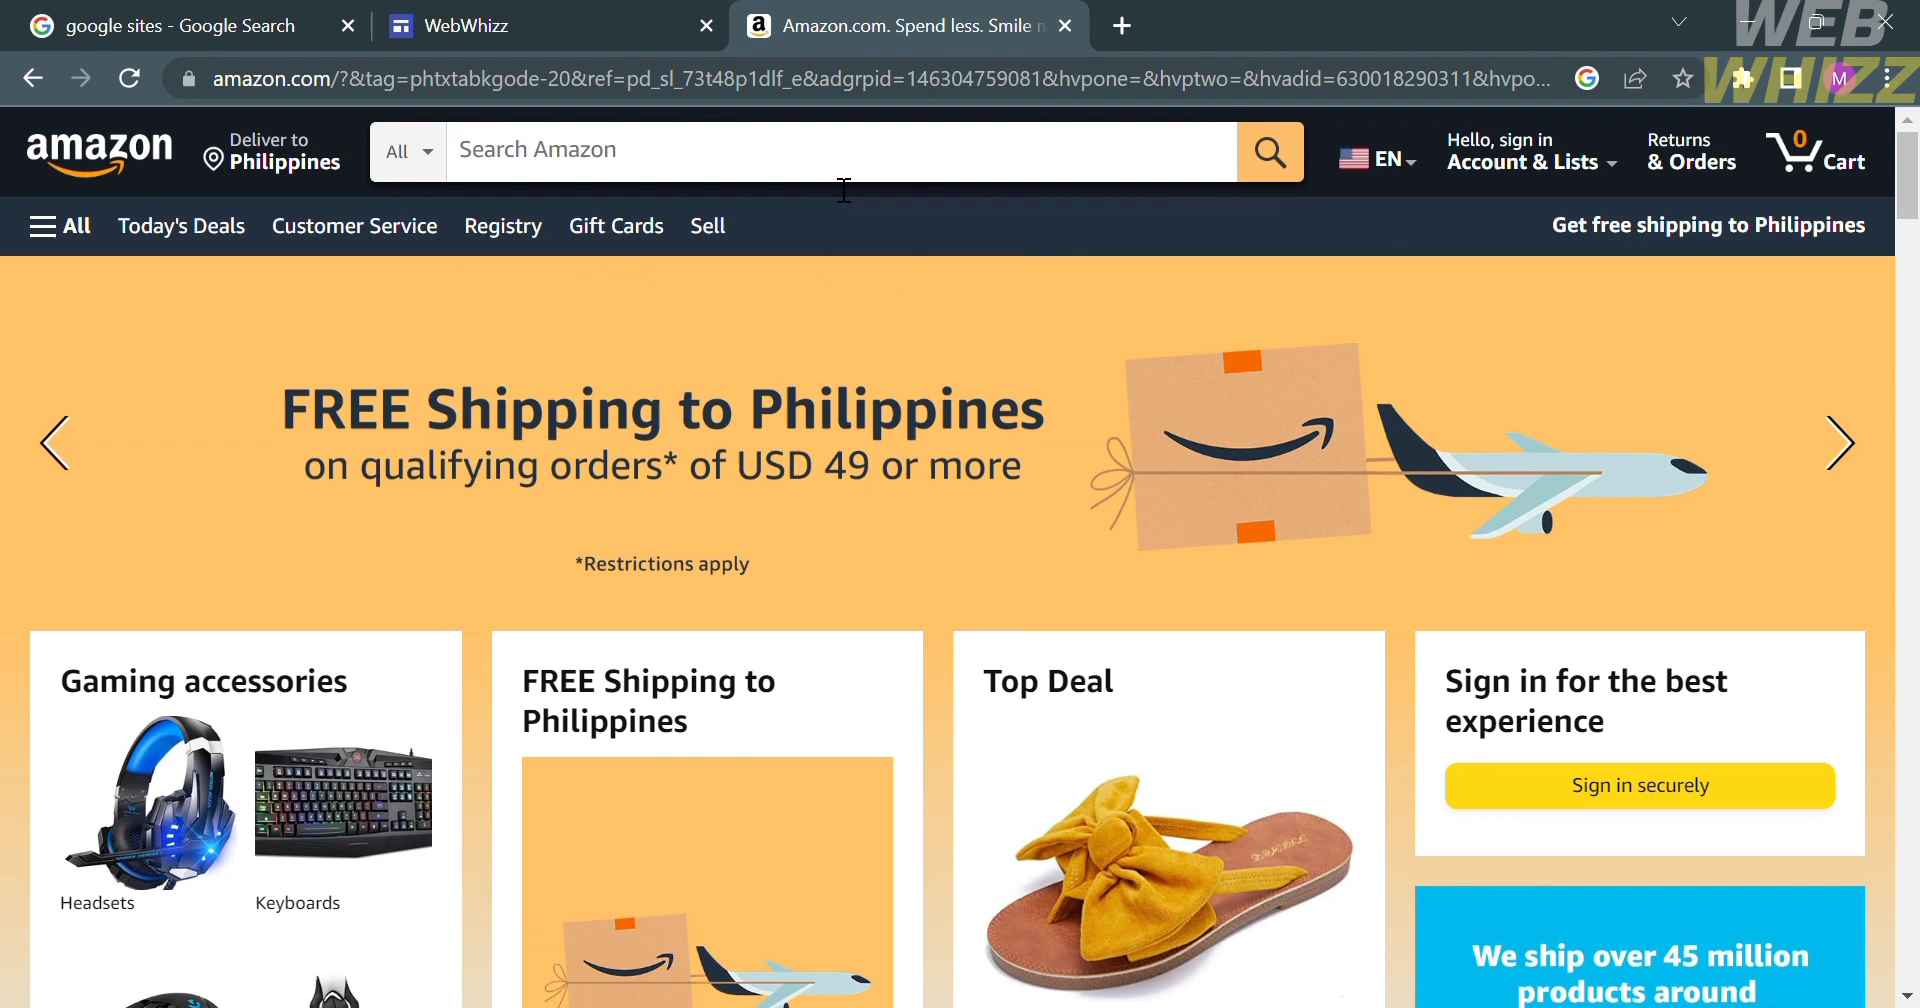 google sites - Google Search
WebWhizz
Amazon.com. Spend less. Smile
WEB
WHIZZ
amazon.com/?&tag=phtxtabkgode-20&ref=pd_sl_73t48p1dlf_e&adgrpid=146304759081&hvpone=&hvptwo=&hvadid=630018290311&hvpo...
M
amazon
Deliver to
Philippines
All
Search Amazon
EN
Hello, sign in
Account & Lists
Returns
& Orders
0
Cart
All
Today's Deals
Customer Service
Registry
Gift Cards
Sell
Get free shipping to Philippines
FREE Shipping to Philippines
on qualifying orders* of USD 49 or more
*Restrictions apply
Gaming accessories
Headsets
Keyboards
FREE Shipping to
Philippines
Top Deal
Sign in for the best
experience
Sign in securely
We ship over 45 million
products around